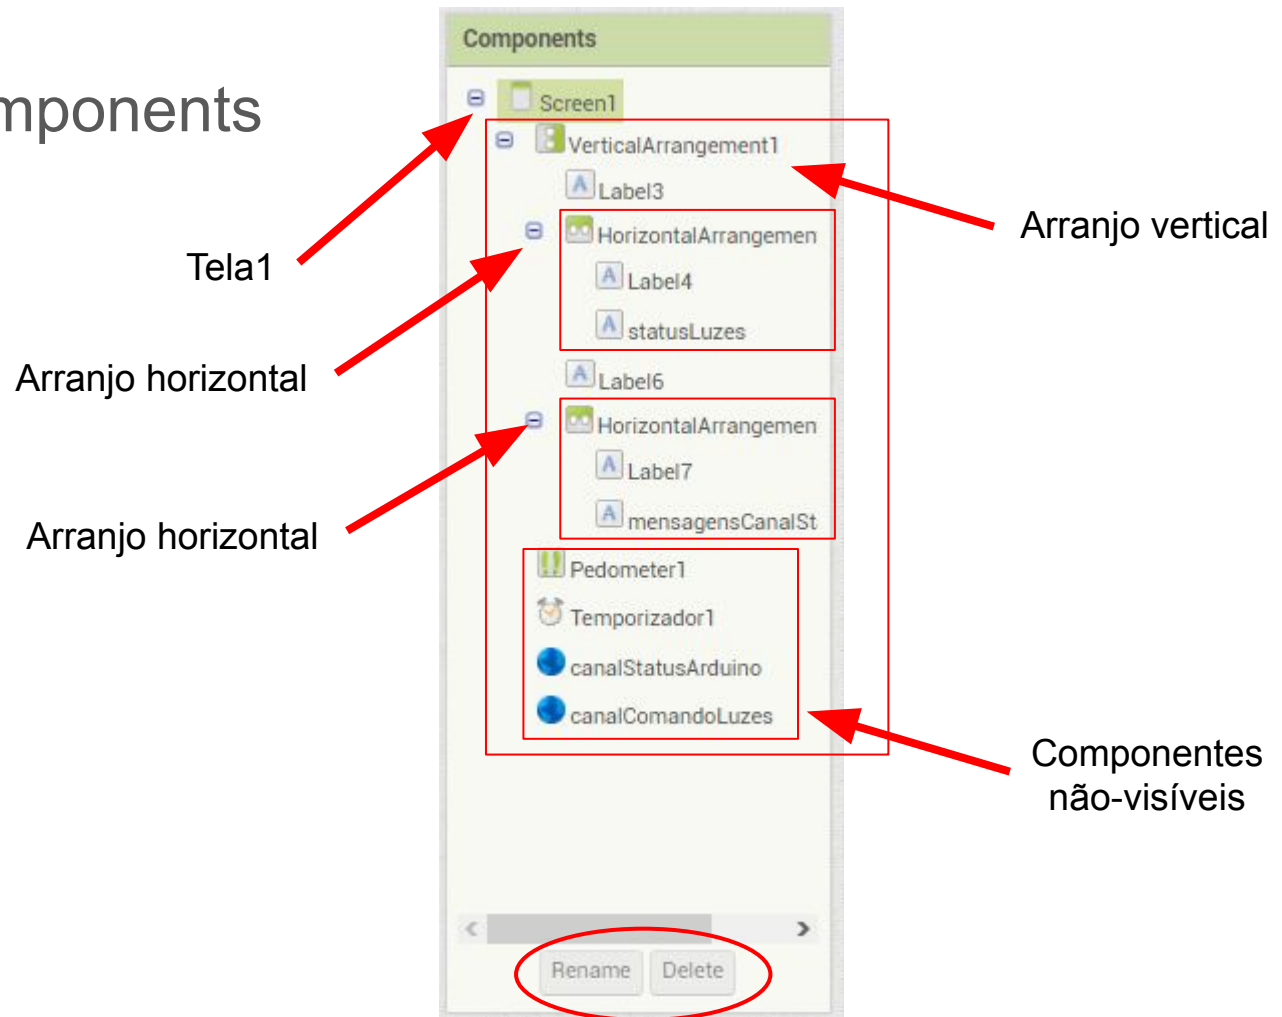 Components
mponents
Screen1
VerticalArrangement1
Label3
HorizontalArrangemen
Label4
statusLuzes
Label6
HorizontalArrangemen
Label7
mensagensCanalSt
Pedometer1
Temporizador1
canalStatusArduino
canalComandoLuzes
Rename Delete
Tela1
Arranjo horizontal
Arranjo horizontal
Arranjo vertical
Componentes
não-visíveis